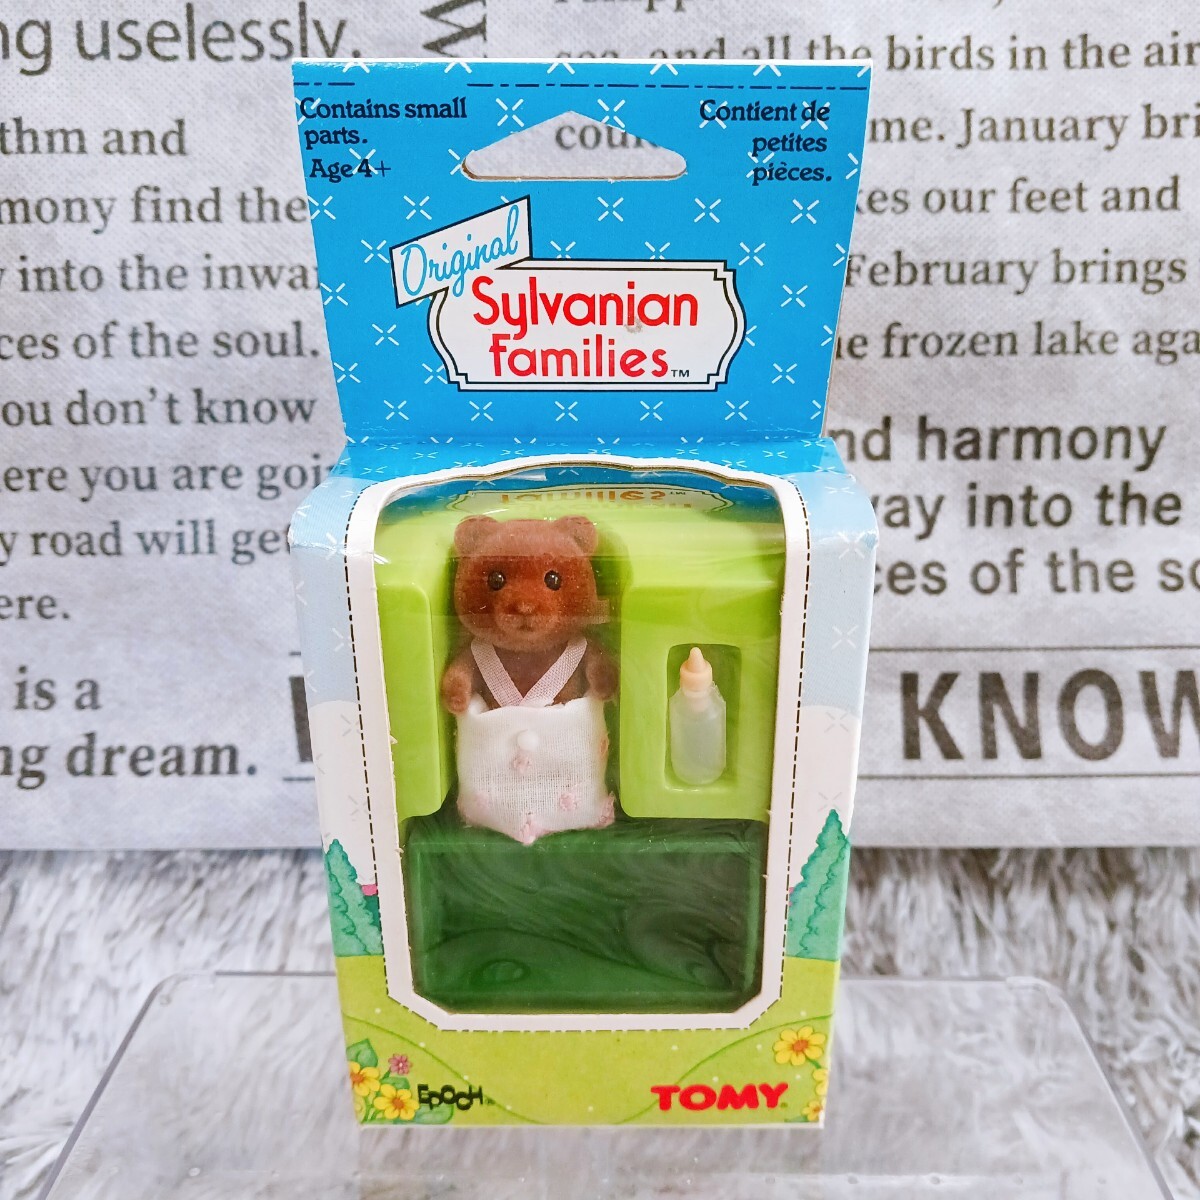 ng uselessly.
thm and
mony find the
into the inwa
ces of the soul.
ou don't know
ere you are goi
y road will ge
ere.
is a
ng dream.
and all the birds in the air
me. January bri
kes our feet and
February brings
e frozen lake aga
nd harmony
ay into the
ces of the so
KNOW
Contains small
parts.
Age 4+
Contient de
petites
pièces.
Original
Sylvanian
Families™
Families™
EPOCH
TOMY